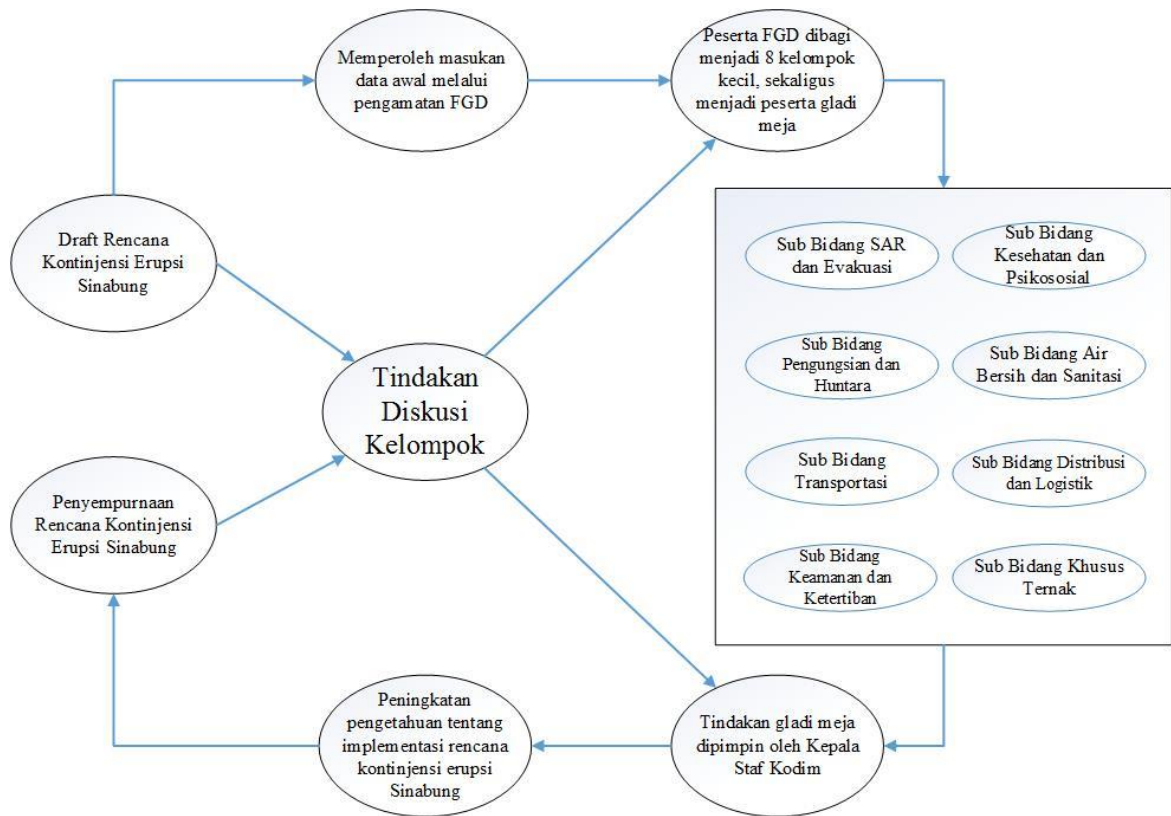 Memperoleh masukan
data awal melalui
pengamatan FGD
Peserta FGD dibagi
menjadi 8 kelompok
kecil, sekaligus
menjadi peserta gladi
meja
Draft Rencana
Kontinjensi Erupsi
Sinabung
Sub Bidang SAR
dan Evakuasi
Sub Bidang
Kesehatan dan
Psikososial
Sub Bidang
Pengungsian dan
Huntara
Sub Bidang Air
Bersih dan Sanitasi
Tindakan
Diskusi
Kelompok
Sub Bidang
Transportasi
Sub Bidang Distribusi
dan Logistik
Penyempurnaan
Rencana Kontinjensi
Erupsi Sinabung
Sub Bidang
Keamanan dan
Ketertiban
Sub Bidang Khusus
Ternak
Peningkatan
pengetahuan tentang
implementasi rencana
kontinjensi erupsi
Sinabung
Tindakan gladi meja
dipimpin oleh Kepala
Staf Kodim